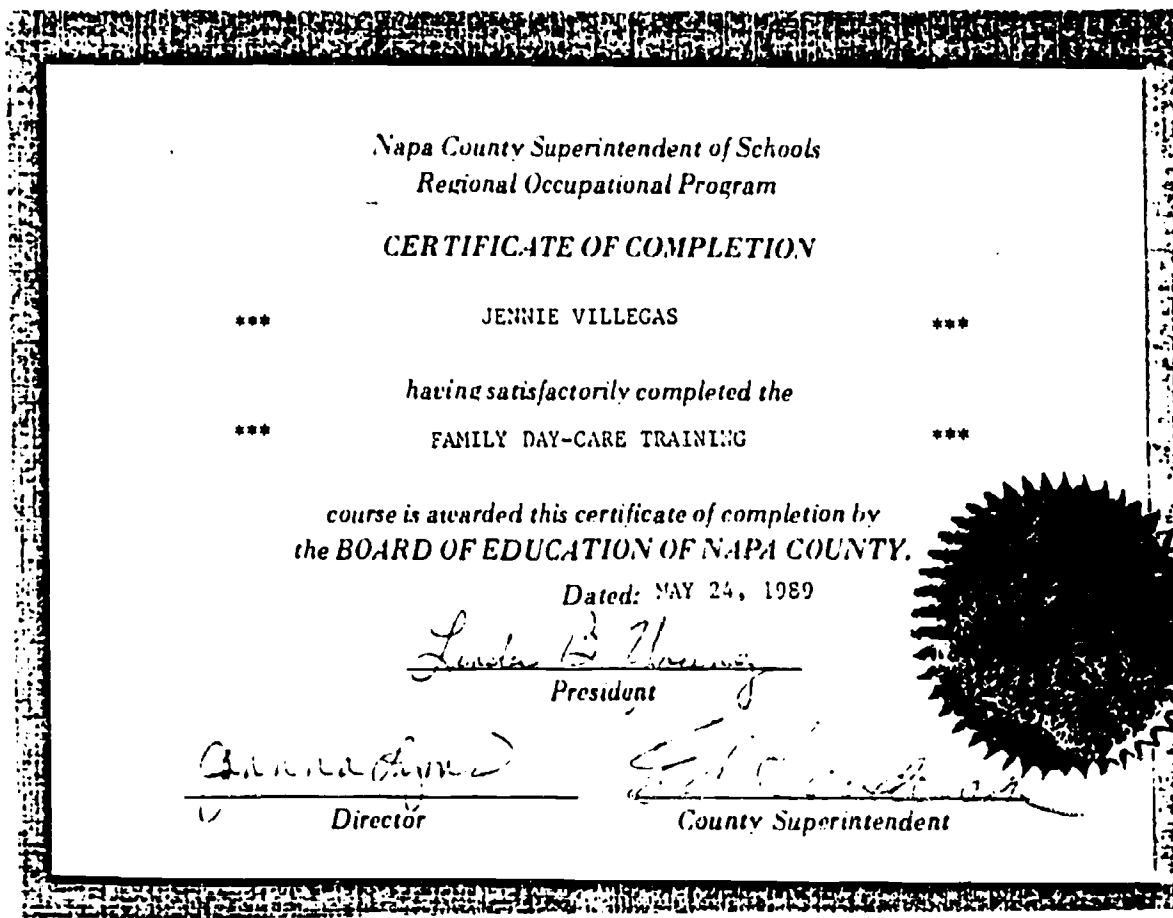 Napa County Superintendent of Schools
Regional Occupational Program
CERTIFICATE OF COMPLETION
*** JENNIE VILLEGAS ***
having satisfactorily completed the
*** FAMILY DAY-CARE TRAINING ***
course is awarded this certificate of completion by
the BOARD OF EDUCATION OF NAPA COUNTY.
Dated: MAY 24, 1989
Linda B Young
President
Director
County Superintendent